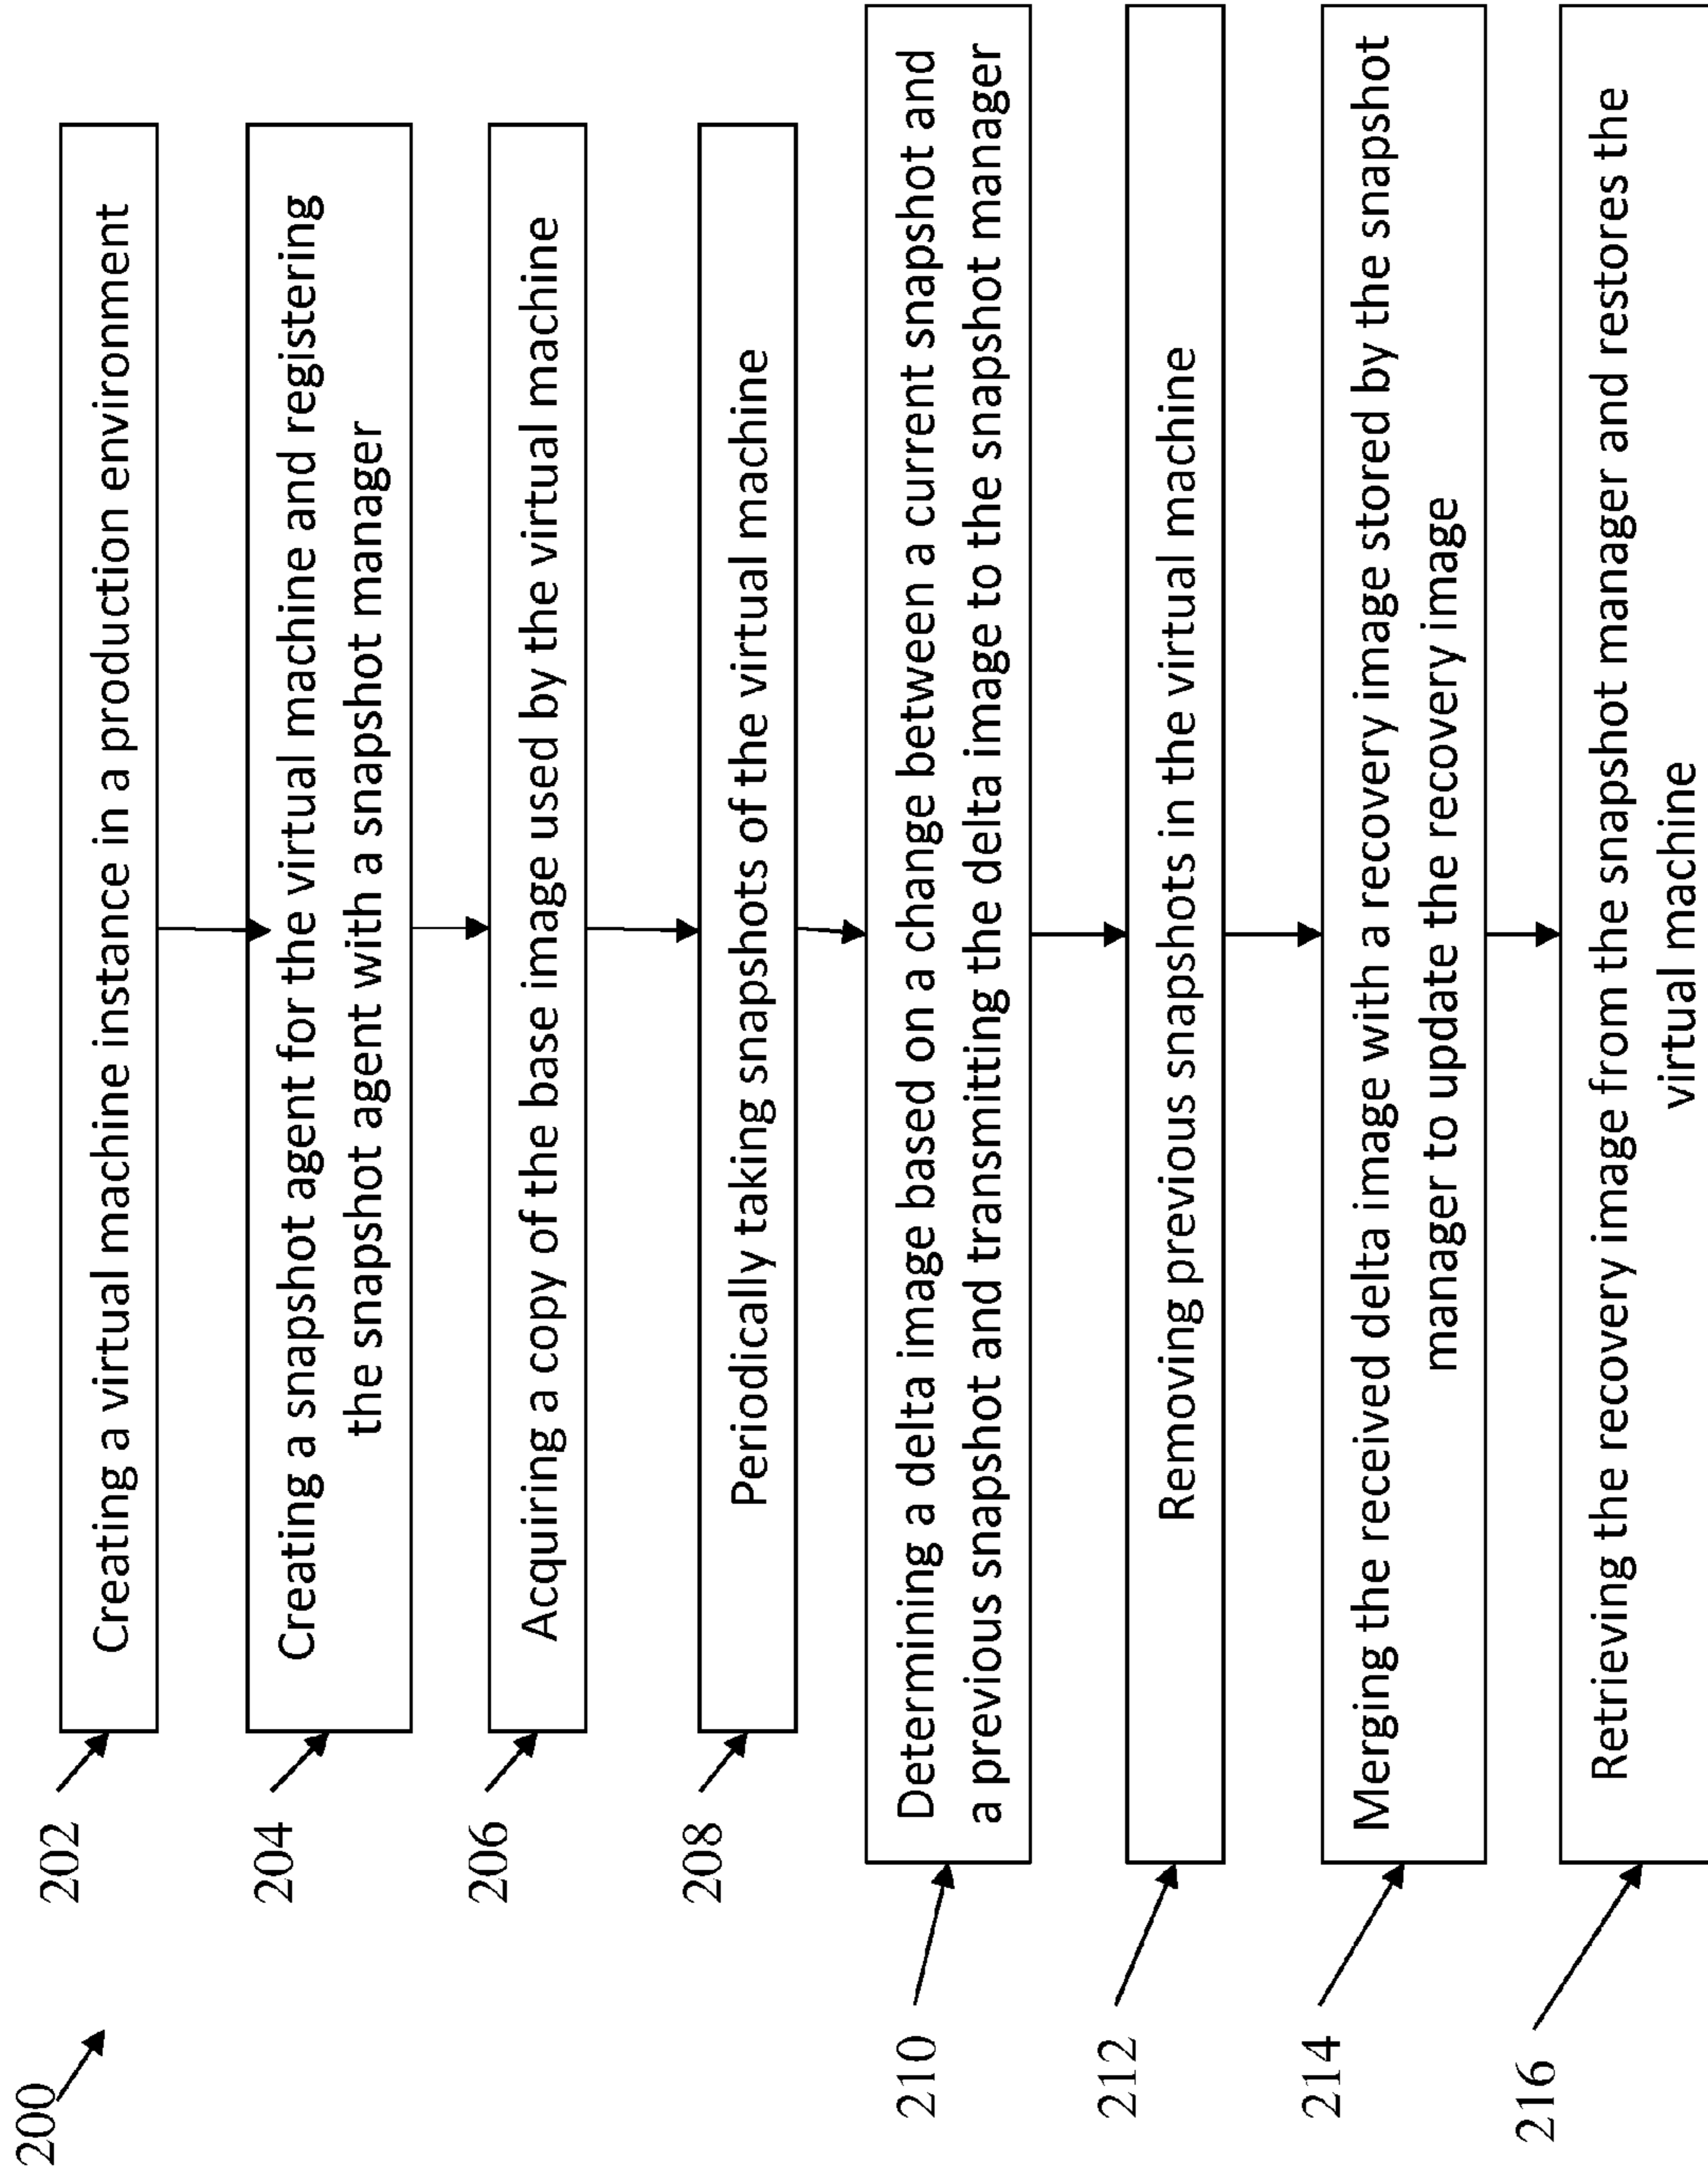 200
202
Creating a virtual machine instance in a production environment
204
Creating a snapshot agent for the virtual machine and registering
the snapshot agent with a snapshot manager
206
Acquiring a copy of the base image used by the virtual machine
208
Periodically taking snapshots of the virtual machine
210
Determining a delta image based on a change between a current snapshot and
a previous snapshot and transmitting the delta image to the snapshot manager
212
Removing previous snapshots in the virtual machine
214
Merging the received delta image with a recovery image stored by the snapshot
manager to update the recovery image
216
Retrieving the recovery image from the snapshot manager and restores the
virtual machine